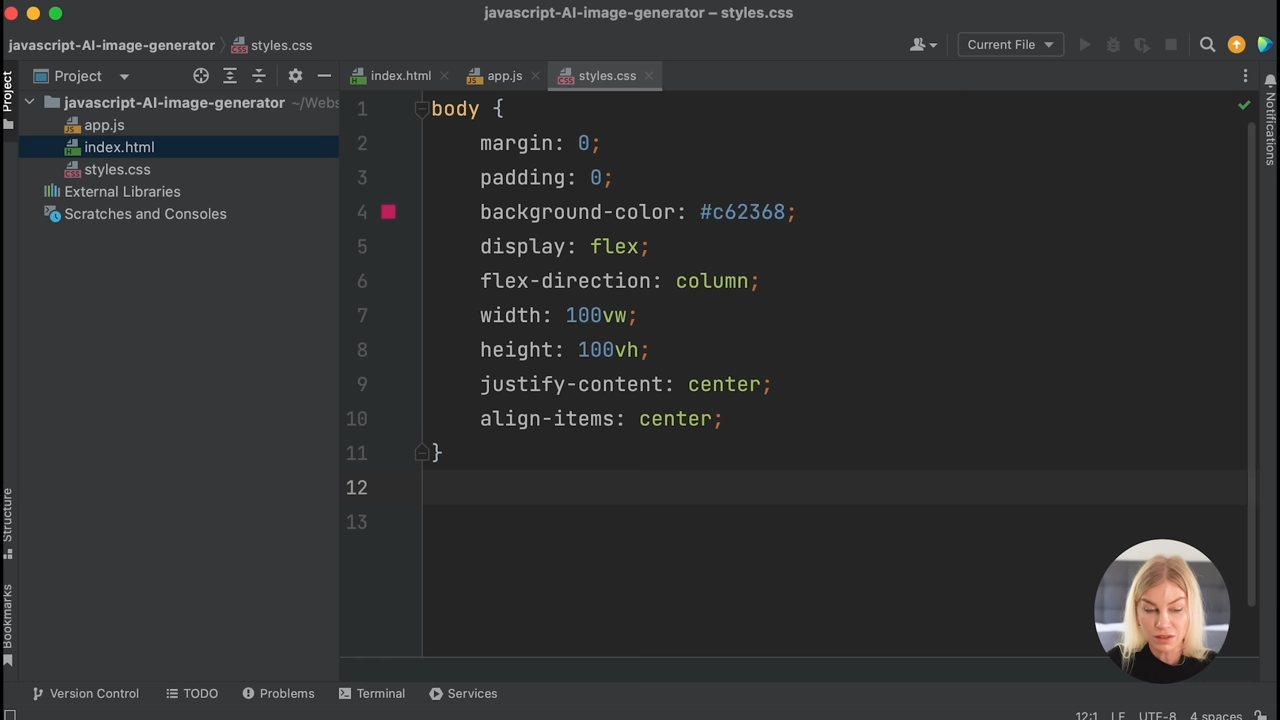 javascript-AI-image-generator – styles.css
javascript-AI-image-generator styles.css Current File
Project index.html app.js styles.css
Project
Notifications
javascript-AI-image-generator ~/Webs
app.js
index.html
styles.css
External Libraries
Scratches and Consoles
1 body {
2 margin: 0;
3 padding: 0;
4 background-color: #c62368;
5 display: flex;
6 flex-direction: column;
7 width: 100vw;
8 height: 100vh;
9 justify-content: center;
10 align-items: center;
11 }
12
13
Structure
Bookmarks
Version Control TODO Problems Terminal Services
12:1 LF UTF-8 4 spaces